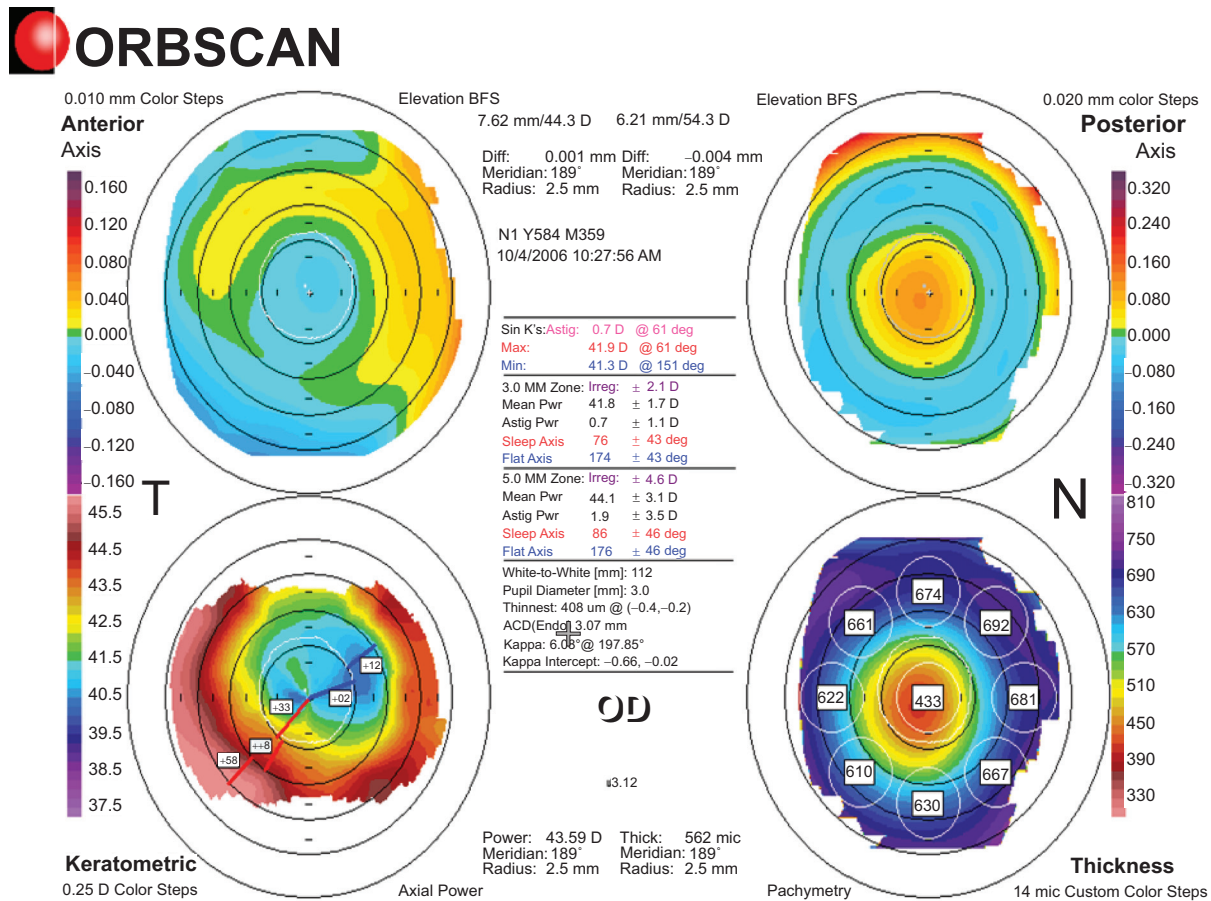 ORBSCAN
0.010 mm Color Steps
Elevation BFS
Anterior
Axis
0.160
0.120
0.080
0.040
0.000
–0.040
–0.080
–0.120
–0.160
7.62 mm/44.3 D 6.21 mm/54.3 D
Diff: 0.001 mm Diff: –0.004 mm
Meridian: 189° Meridian: 189°
Radius: 2.5 mm Radius: 2.5 mm
N1 Y584 M359
10/4/2006 10:27:56 AM
Elevation BFS
0.020 mm color Steps
Posterior
Axis
0.320
0.240
0.160
0.080
0.000
–0.080
–0.160
–0.240
–0.320
Sin K's:Astig: 0.7 D @ 61 deg
Max: 41.9 D @ 61 deg
Min: 41.3 D @ 151 deg
3.0 MM Zone: Irreg: ± 2.1 D
Mean Pwr 41.8 ± 1.7 D
Astig Pwr 0.7 ± 1.1 D
Sleep Axis 76 ± 43 deg
Flat Axis 174 ± 43 deg
5.0 MM Zone: Irreg: ± 4.6 D
Mean Pwr 44.1 ± 3.1 D
Astig Pwr 1.9 ± 3.5 D
Sleep Axis 86 ± 46 deg
Flat Axis 176 ± 46 deg
White-to-White [mm]: 112
Pupil Diameter [mm]: 3.0
Thinnest: 408 um @ (–0.4,–0.2)
ACD(Endo) 3.07 mm
Kappa: @ 197.85°
Kappa Intercept: –0.66, –0.02
T
N
45.5
44.5
43.5
42.5
41.5
40.5
39.5
38.5
37.5
+12
+02
+33
++8
+58
OD
3.12
810
750
690
630
570
510
450
390
330
674
661
692
622
433
681
610
667
630
Power: 43.59 D Thick: 562 mic
Meridian: 189° Meridian: 189°
Radius: 2.5 mm Radius: 2.5 mm
Keratometric
0.25 D Color Steps
Axial Power
Pachymetry
Thickness
14 mic Custom Color Steps